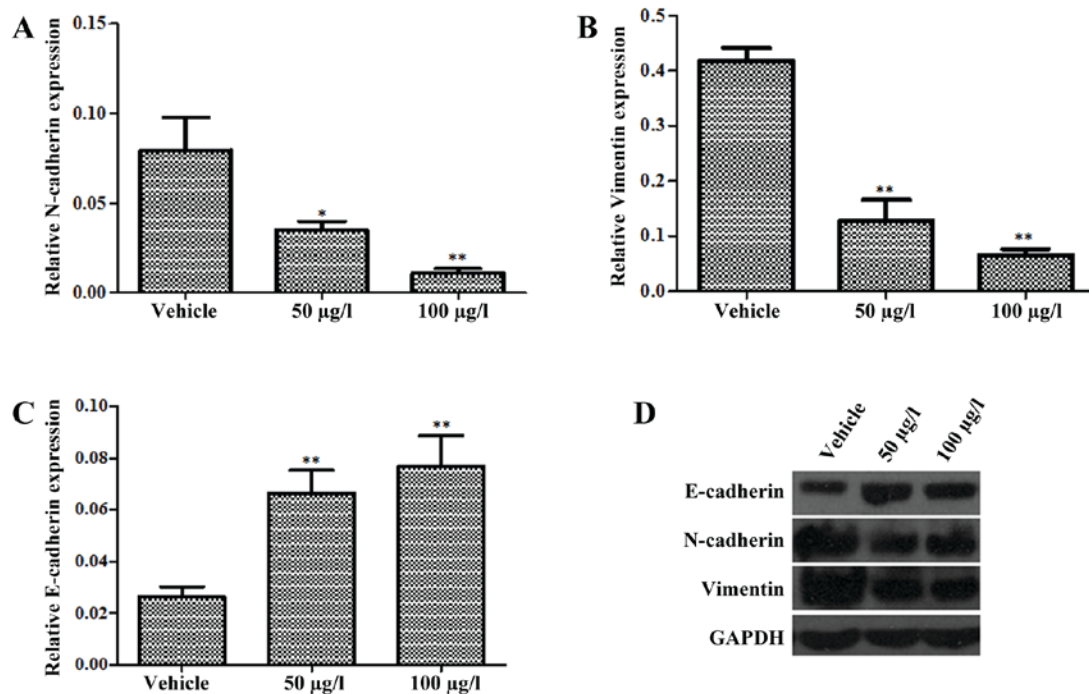 A
Relative N-cadherin expression
0.15
0.10
0.05
0.00
*
**
Vehicle
50 µg/l
100 µg/l
B
Relative Vimentin expression
0.5
0.4
0.3
0.2
0.1
0.0
**
**
Vehicle
50 µg/l
100 µg/l
C
Relative E-cadherin expression
0.10
0.08
0.06
0.04
0.02
0.00
**
**
Vehicle
50 µg/l
100 µg/l
D
Vehicle
50 µg/l
100 µg/l
E-cadherin
N-cadherin
Vimentin
GAPDH